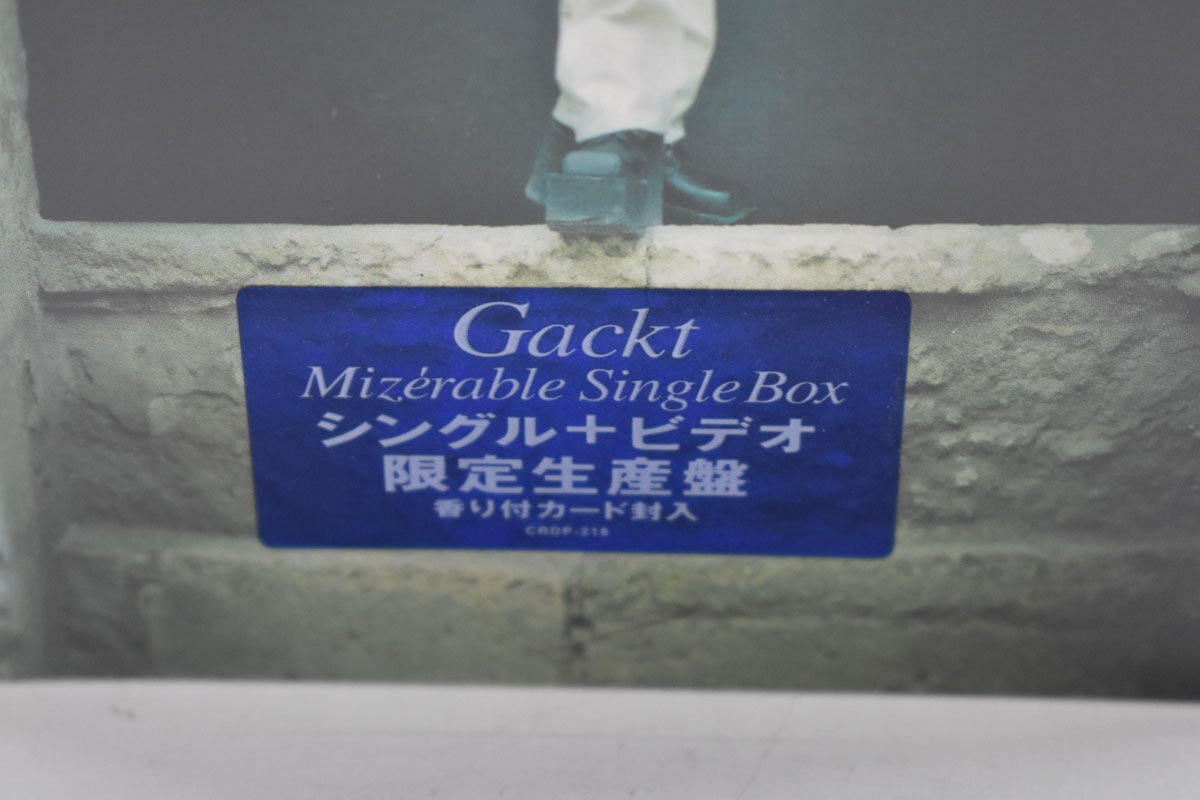 Gackt
Mizérable Single Box
シングル＋ビデオ
限定生産盤
香り付カード封入
CRDP-218